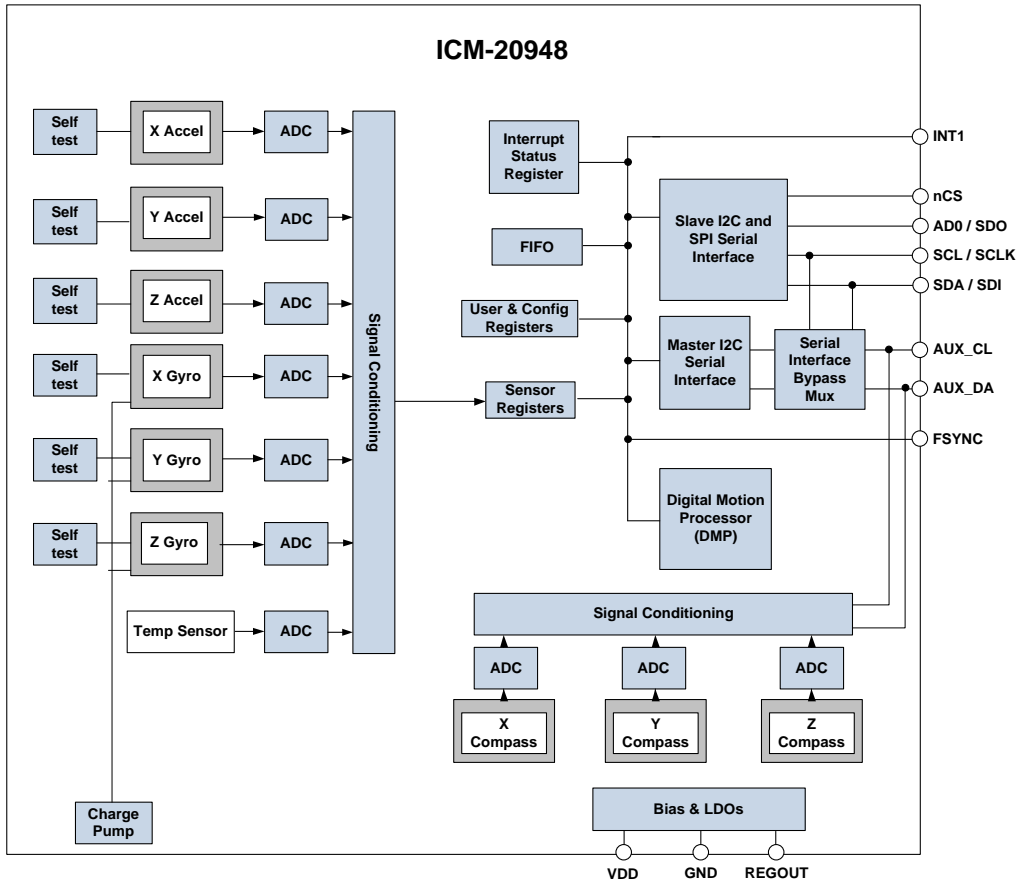 ICM-20948
Self
test
X Accel
ADC
Self
test
Y Accel
ADC
Self
test
Z Accel
ADC
Self
test
X Gyro
ADC
Self
test
Y Gyro
ADC
Self
test
Z Gyro
ADC
Temp Sensor
ADC
Charge
Pump
Signal Conditioning
Interrupt
Status
Register
FIFO
User & Config
Registers
Sensor
Registers
Slave I2C and
SPI Serial
Interface
Master I2C
Serial
Interface
Serial
Interface
Bypass
Mux
Digital Motion
Processor
(DMP)
INT1
nCS
AD0 / SDO
SCL / SCLK
SDA / SDI
AUX_CL
AUX_DA
FSYNC
Signal Conditioning
ADC
ADC
ADC
X
Compass
Y
Compass
Z
Compass
Bias & LDOs
VDD
GND
REGOUT